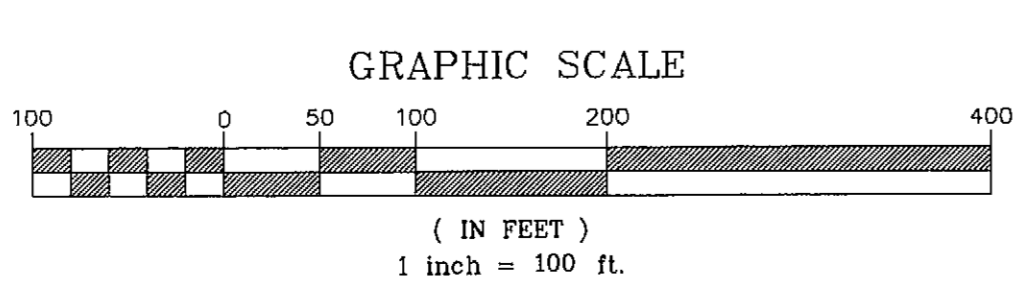 GRAPHIC SCALE
100 0 50 100 200 400
( IN FEET )
1 inch = 100 ft.